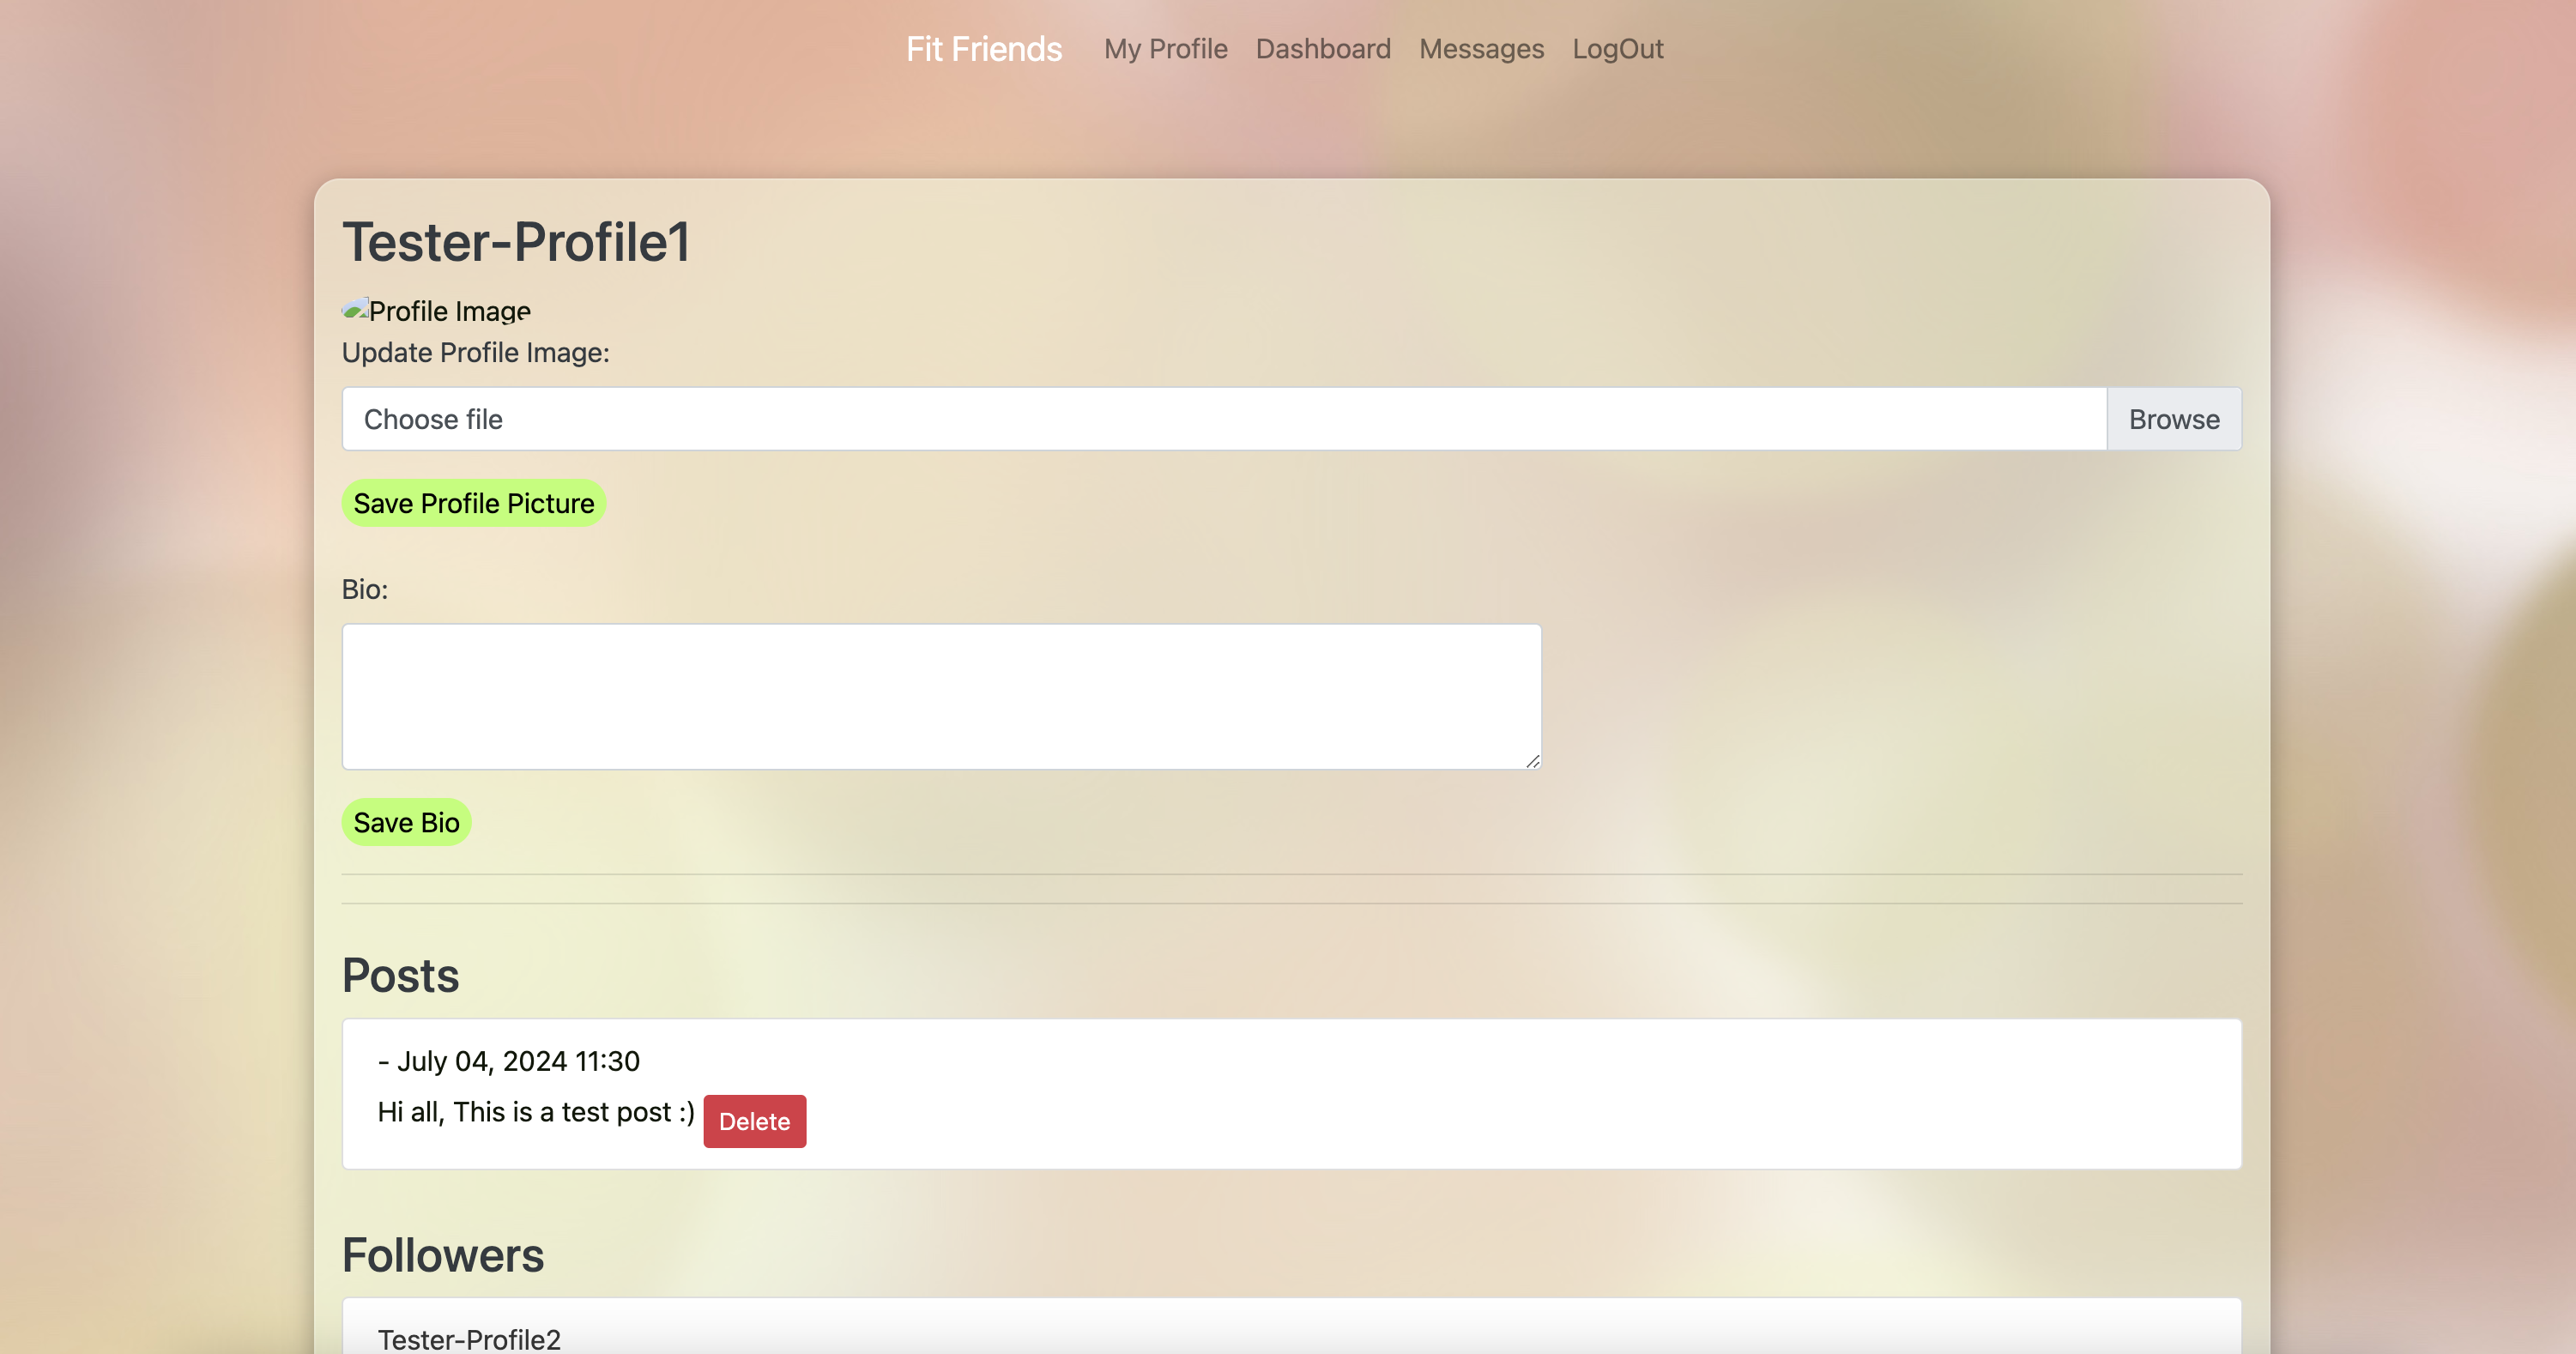 Fit Friends My Profile Dashboard Messages LogOut
Tester-Profile1
Profile Image
Update Profile Image:
Choose file Browse
Save Profile Picture
Bio:
Save Bio
Posts
- July 04, 2024 11:30
Hi all, This is a test post :) Delete
Followers
Tester-Profile2